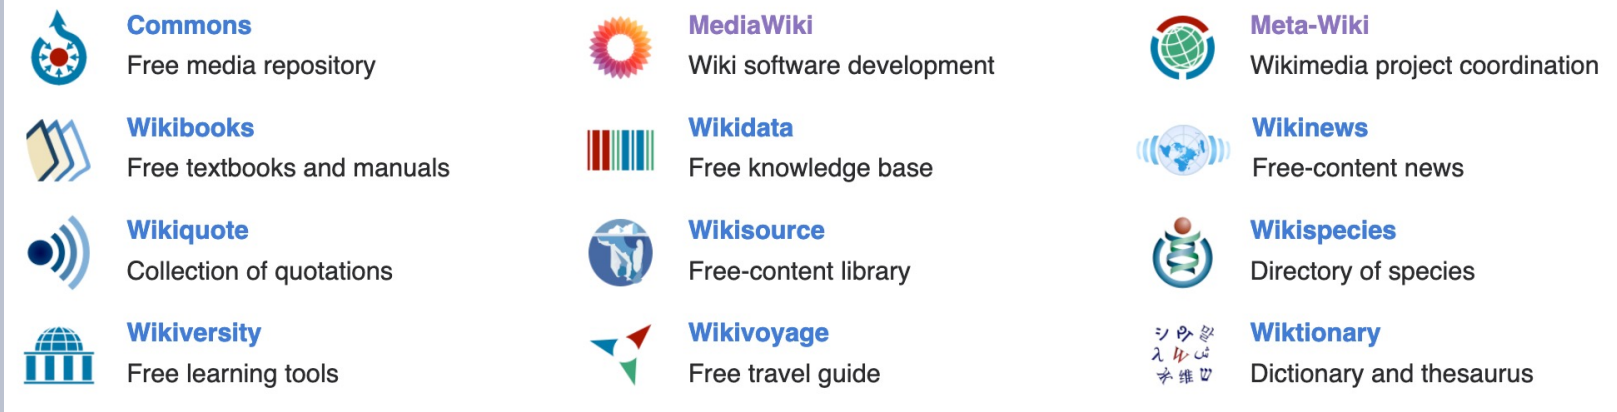 Commons
Free media repository
MediaWiki
Wiki software development
Meta-Wiki
Wikimedia project coordination
Wikibooks
Free textbooks and manuals
Wikidata
Free knowledge base
Wikinews
Free-content news
Wikiquote
Collection of quotations
Wikisource
Free-content library
Wikispecies
Directory of species
Wikiversity
Free learning tools
Wikivoyage
Free travel guide
Wiktionary
Dictionary and thesaurus